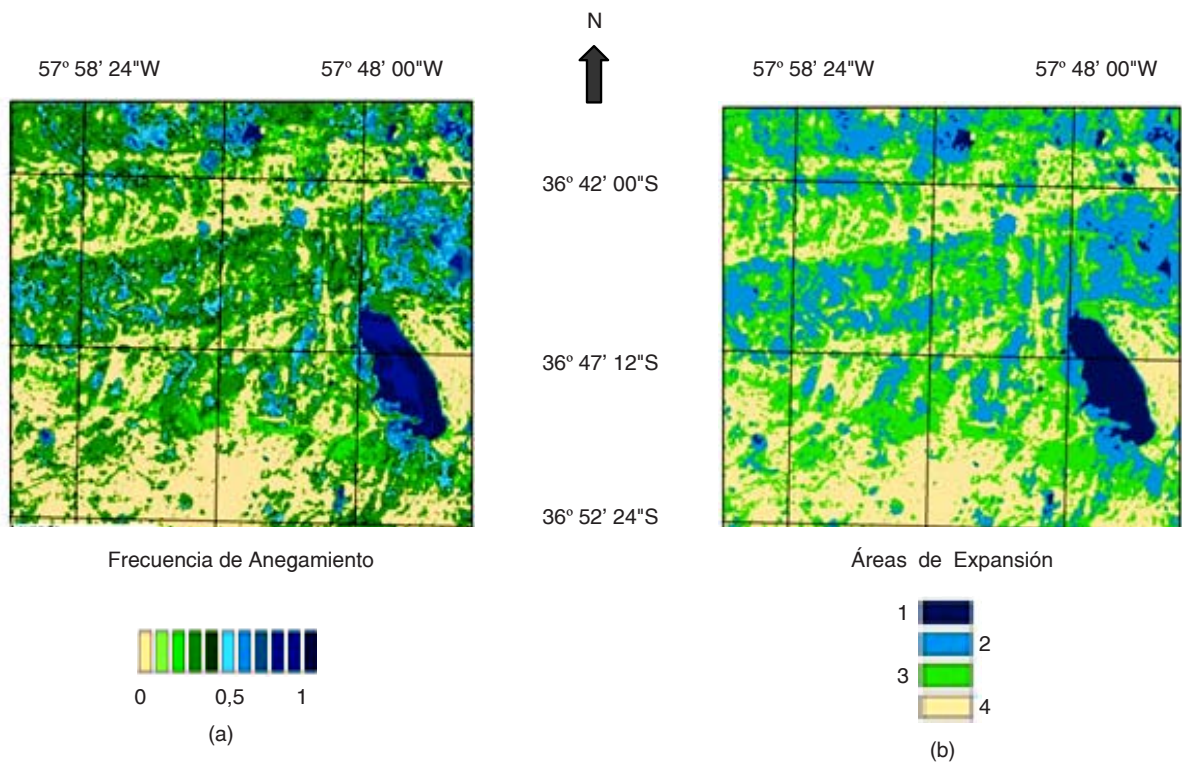 N
57º 58’ 24"W
57º 48’ 00"W
57º 58’ 24"W
57º 48’ 00"W
36º 42’ 00"S
36º 47’ 12"S
36º 52’ 24"S
Frecuencia de Anegamiento
0
0,5
1
(a)
Áreas de Expansión
1
2
3
4
(b)